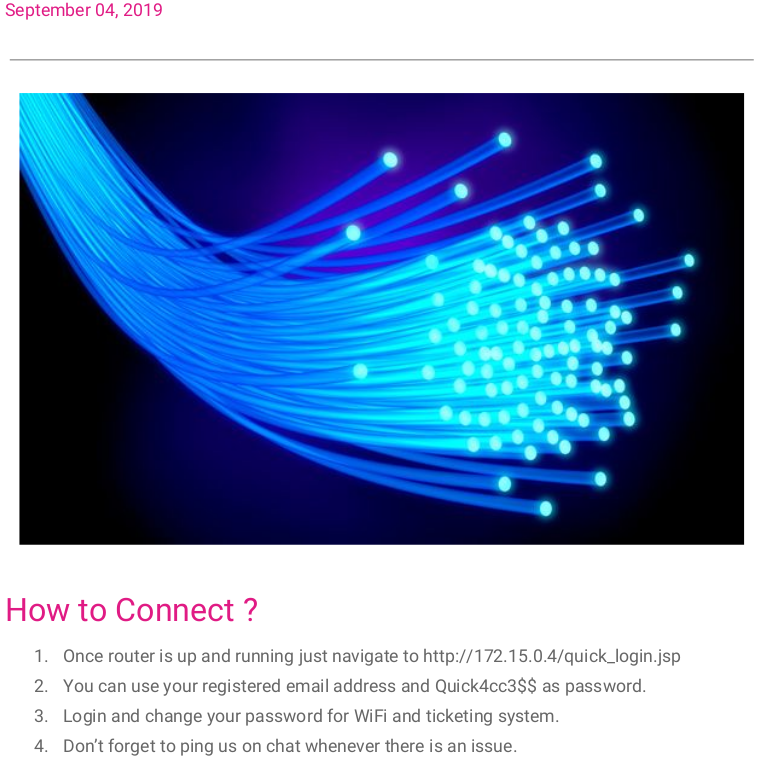 September 04, 2019
How to Connect ?
1. Once router is up and running just navigate to http://172.15.0.4/quick_login.jsp
2. You can use your registered email address and Quick4cc3$$ as password.
3. Login and change your password for WiFi and ticketing system.
4. Don’t forget to ping us on chat whenever there is an issue.